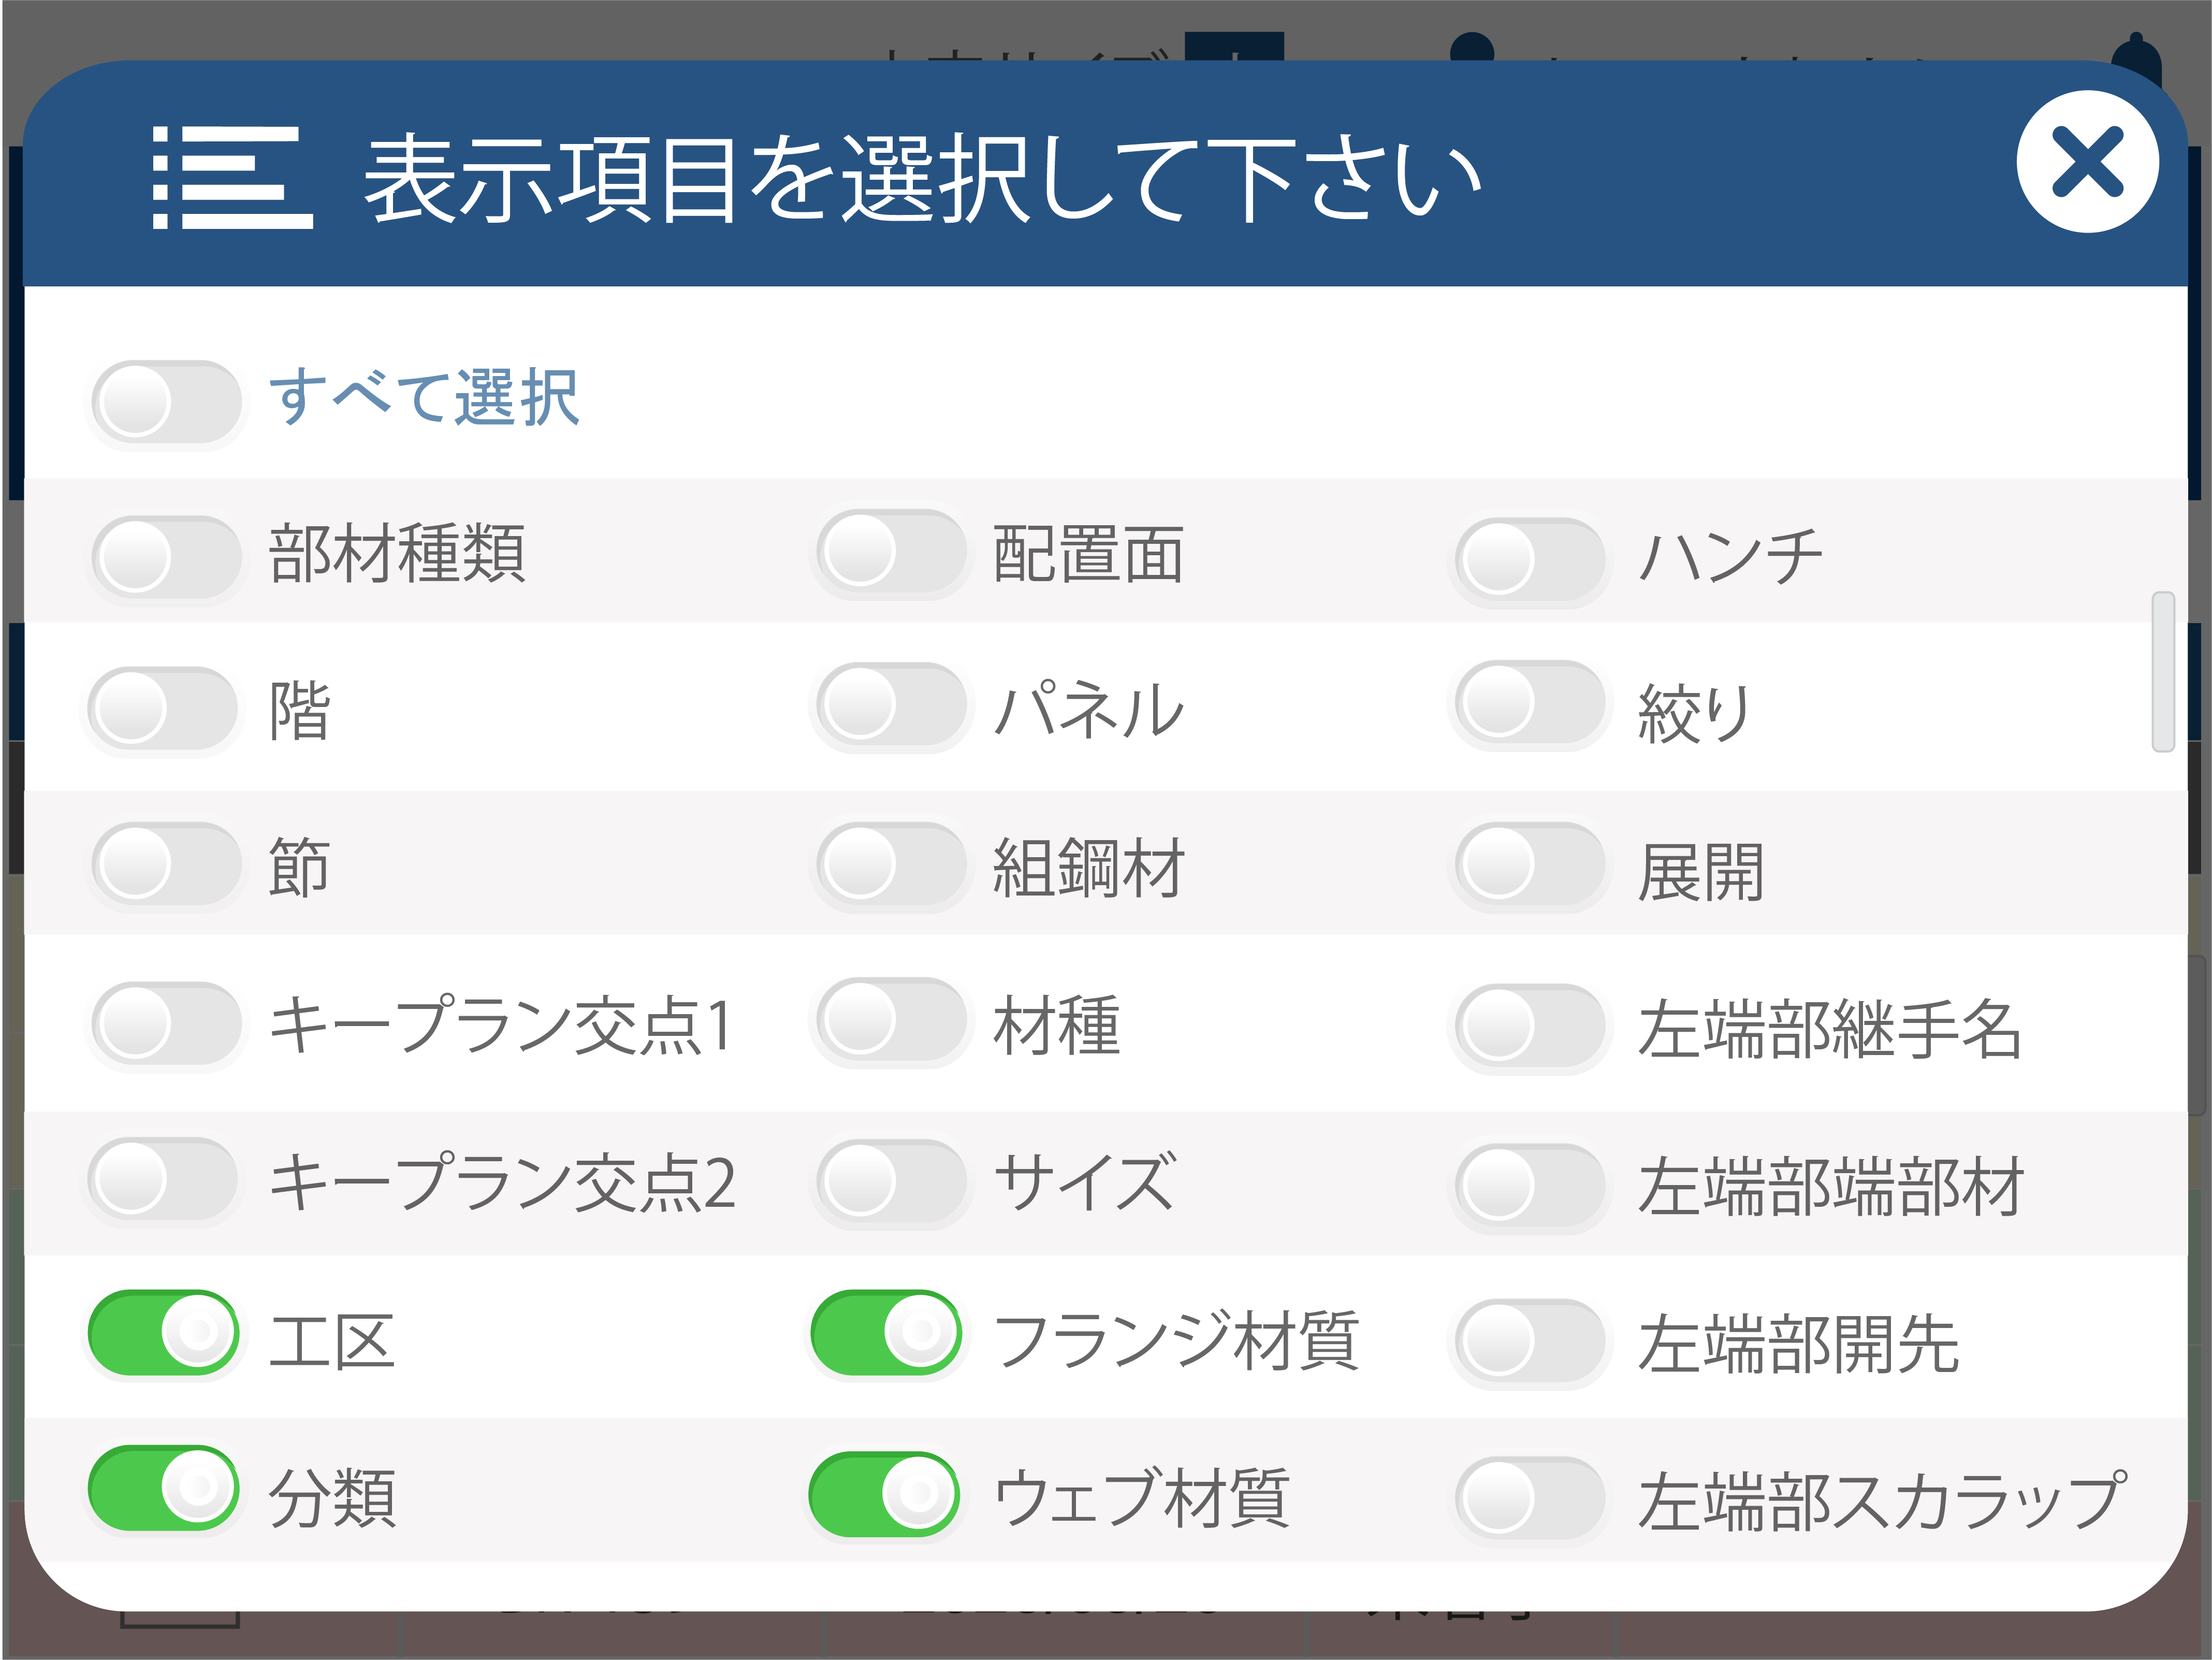 表示項目を選択して下さい
すべて選択
部材種類 配置面 ハンチ
階 パネル 絞り
節 組鋼材 展開
キープラン交点1 材種 左端部継手名
キープラン交点2 サイズ 左端部端部材
工区 フランジ材質 左端部開先
分類 ウェブ材質 左端部スカラップ